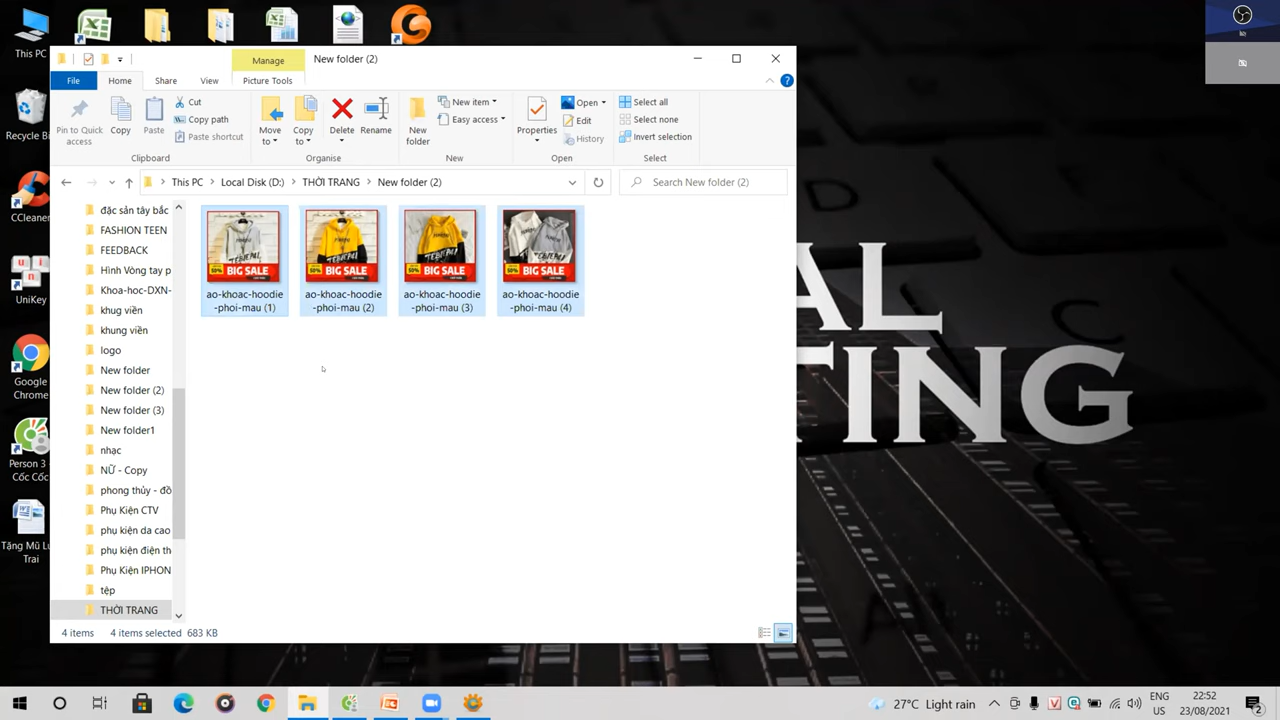 This PC
Recycle Bi
CCleaner
UniKey
Google
Chrome
Person 3
Cốc Cốc
Tặng Mũ Lư
Trai
Manage
New folder (2)
File
Home
Share
View
Picture Tools
Pin to Quick
access
Copy
Paste
Cut
Copy path
Paste shortcut
Move
to
Copy
to
Delete
Rename
New
folder
New item
Easy access
Properties
Open
Edit
History
Select all
Select none
Invert selection
Clipboard
Organise
New
Open
Select
This PC
Local Disk (D:)
THỜI TRANG
New folder (2)
Search New folder (2)
đặc sản tây bắc
FASHION TEEN
FEEDBACK
Hình Vòng tay p
Khoa-hoc-DXN-
khug viền
khung viền
logo
New folder
New folder (2)
New folder (3)
New folder1
nhạc
NỮ - Copy
phong thủy - đồ
Phụ Kiện CTV
phụ kiện da cao
phụ kiện điện th
Phụ Kiện IPHON
tệp
THỜI TRANG
50% BIG SALE
50% BIG SALE
50% BIG SALE
50% BIG SALE
ao-khoac-hoodie
-phoi-mau (1)
ao-khoac-hoodie
-phoi-mau (2)
ao-khoac-hoodie
-phoi-mau (3)
ao-khoac-hoodie
-phoi-mau (4)
4 items
4 items selected 683 KB
AL
TING
27°C Light rain
ENG
US
22:52
23/08/2021
2